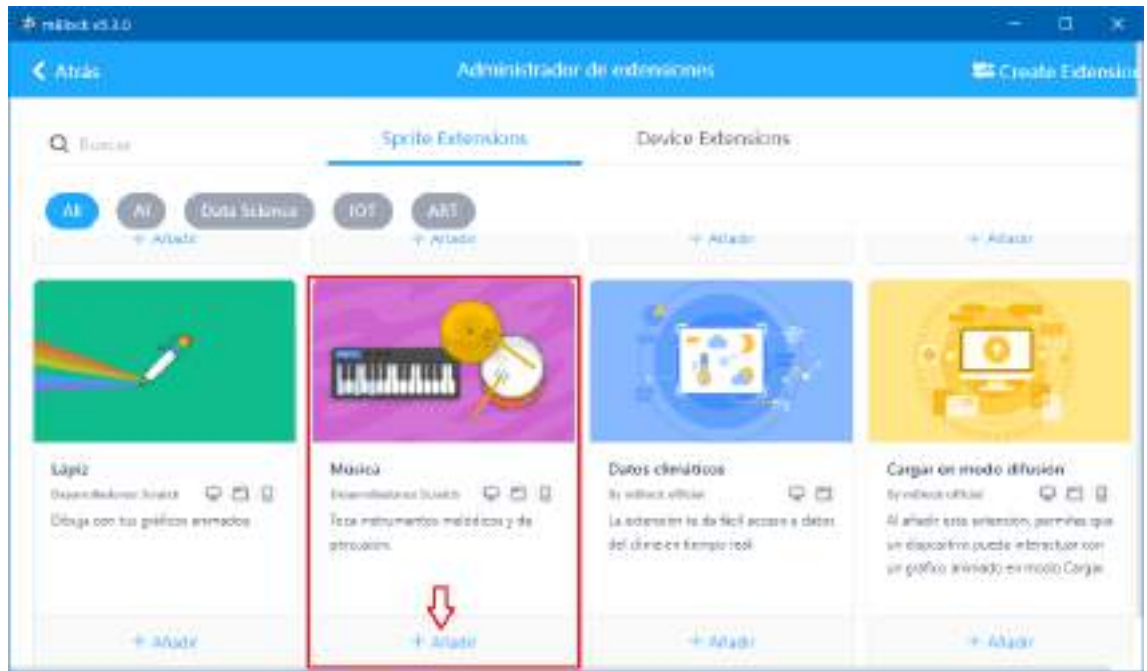 mBlock v5.3.0
Atrás
Administrador de extensiones
Create Extension
Buscar
Sprite Extensions
Device Extensions
All
AI
Data Science
IOT
ART
+ Añadir
+ Añadir
+ Añadir
+ Añadir
Lápiz
Desarrolladores Scratch
Dibuja con tus gráficos animados
Música
Desarrolladores Scratch
Toca instrumentos melódicos y de
percusión.
Datos climáticos
By mBlock official
La extensión te da fácil acceso a datos
del clima en tiempo real
Cargar en modo difusión
By mBlock official
Al añadir esta extensión, permites que
un dispositivo pueda interactuar con
un gráfico animado en modo Cargar
+ Añadir
+ Añadir
+ Añadir
+ Añadir